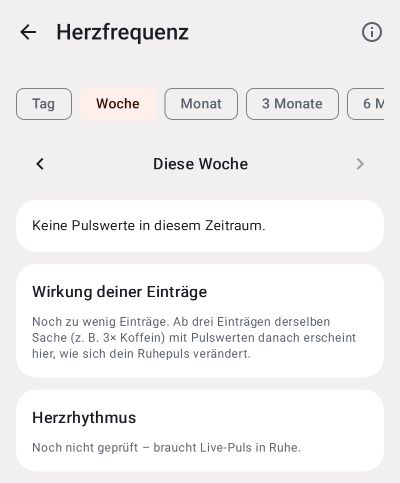 Herzfrequenz
Tag
Woche
Monat
3 Monate
6 M
Diese Woche
Keine Pulswerte in diesem Zeitraum.
Wirkung deiner Einträge
Noch zu wenig Einträge. Ab drei Einträgen derselben
Sache (z. B. 3× Koffein) mit Pulswerten danach erscheint
hier, wie sich dein Ruhepuls verändert.
Herzrhythmus
Noch nicht geprüft – braucht Live-Puls in Ruhe.